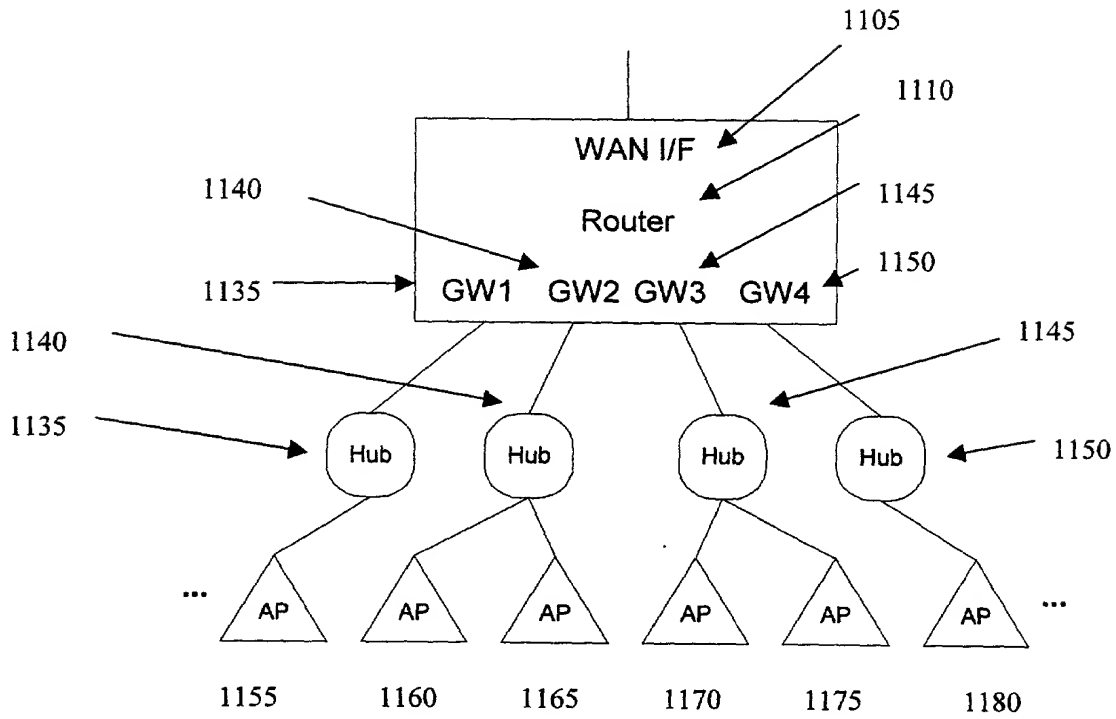 1105
1110
WAN I/F
1140
1145
Router
1150
1135
GW1 GW2 GW3 GW4
1140
1145
1135
Hub Hub Hub Hub
1150
... AP AP AP AP AP AP ...
1155 1160 1165 1170 1175 1180